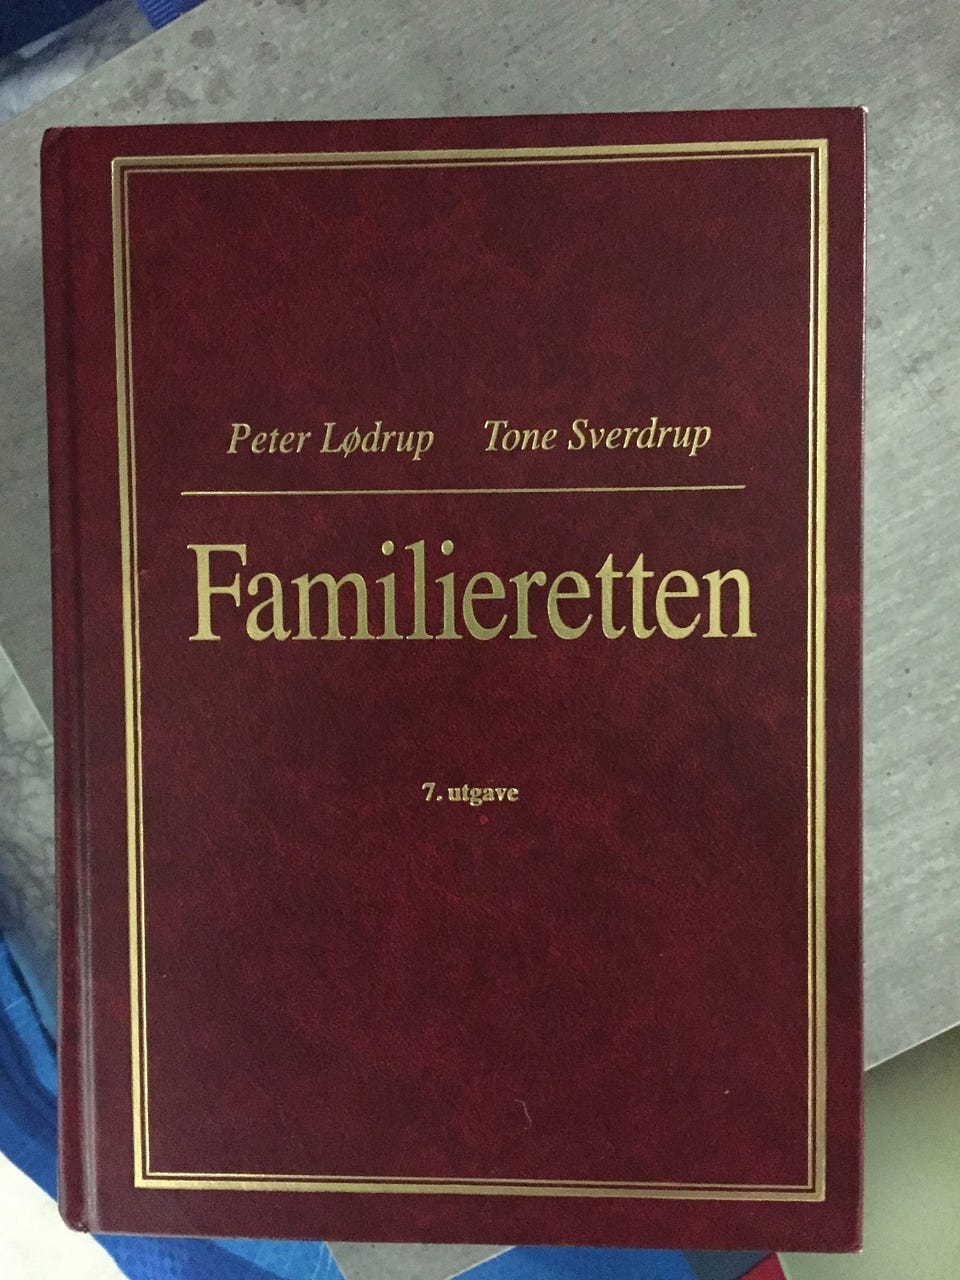 Peter Lødrup Tone Sverdrup
Familieretten
7. utgave